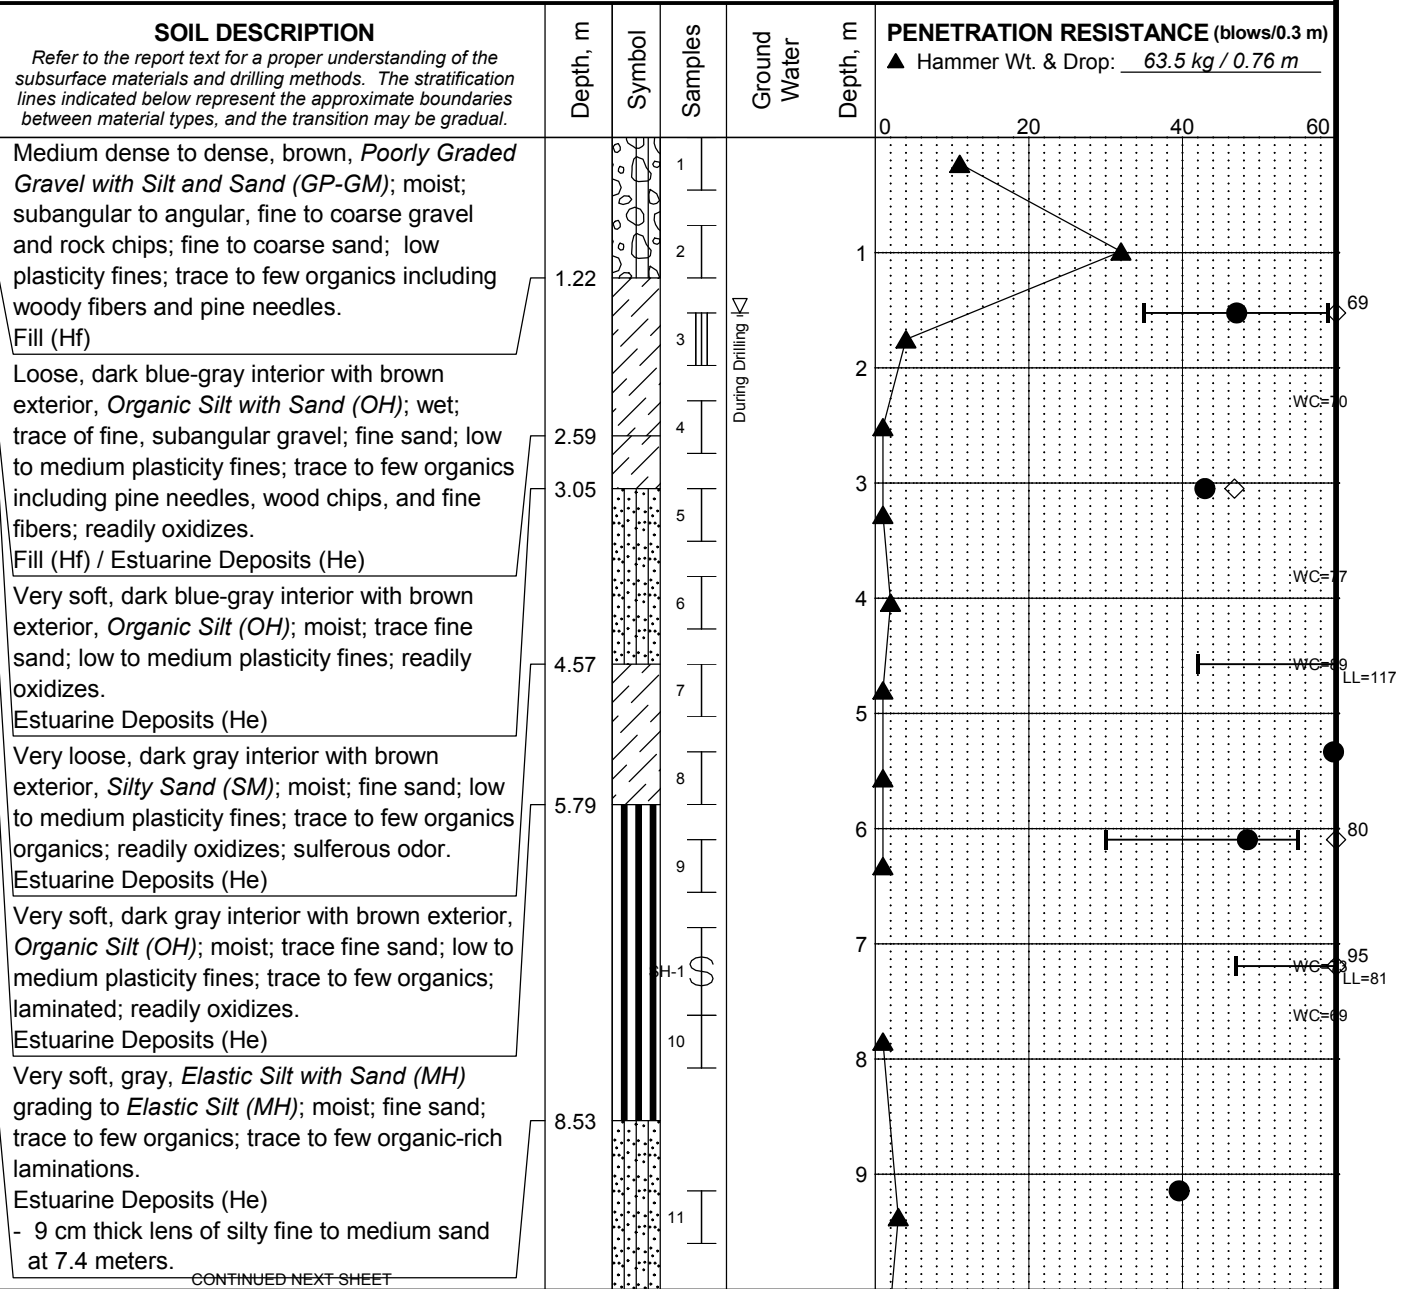 SOIL DESCRIPTION
Refer to the report text for a proper understanding of the
subsurface materials and drilling methods. The stratification
lines indicated below represent the approximate boundaries
between material types, and the transition may be gradual.
Depth, m
Symbol
Samples
Ground
Water
Depth, m
PENETRATION RESISTANCE (blows/0.3 m)
▲ Hammer Wt. & Drop: 63.5 kg / 0.76 m
0 20 40 60
Medium dense to dense, brown, Poorly Graded
Gravel with Silt and Sand (GP-GM); moist;
subangular to angular, fine to coarse gravel
and rock chips; fine to coarse sand; low
plasticity fines; trace to few organics including
woody fibers and pine needles.
Fill (Hf)
Loose, dark blue-gray interior with brown
exterior, Organic Silt with Sand (OH); wet;
trace of fine, subangular gravel; fine sand; low
to medium plasticity fines; trace to few organics
including pine needles, wood chips, and fine
fibers; readily oxidizes.
Fill (Hf) / Estuarine Deposits (He)
Very soft, dark blue-gray interior with brown
exterior, Organic Silt (OH); moist; trace fine
sand; low to medium plasticity fines; readily
oxidizes.
Estuarine Deposits (He)
Very loose, dark gray interior with brown
exterior, Silty Sand (SM); moist; fine sand; low
to medium plasticity fines; trace to few organics
organics; readily oxidizes; sulferous odor.
Estuarine Deposits (He)
Very soft, dark gray interior with brown exterior,
Organic Silt (OH); moist; trace fine sand; low to
medium plasticity fines; trace to few organics;
laminated; readily oxidizes.
Estuarine Deposits (He)
Very soft, gray, Elastic Silt with Sand (MH)
grading to Elastic Silt (MH); moist; fine sand;
trace to few organics; trace to few organic-rich
laminations.
Estuarine Deposits (He)
- 9 cm thick lens of silty fine to medium sand
at 7.4 meters.
CONTINUED NEXT SHEET
1.22
2.59
3.05
4.57
5.79
8.53
1
2
3
4
5
6
7
8
9
SH-1
10
11
During Drilling
1
2
3
4
5
6
7
8
9
69
WC=70
WC=77
WC=89
LL=117
80
95
LL=81
WC=69